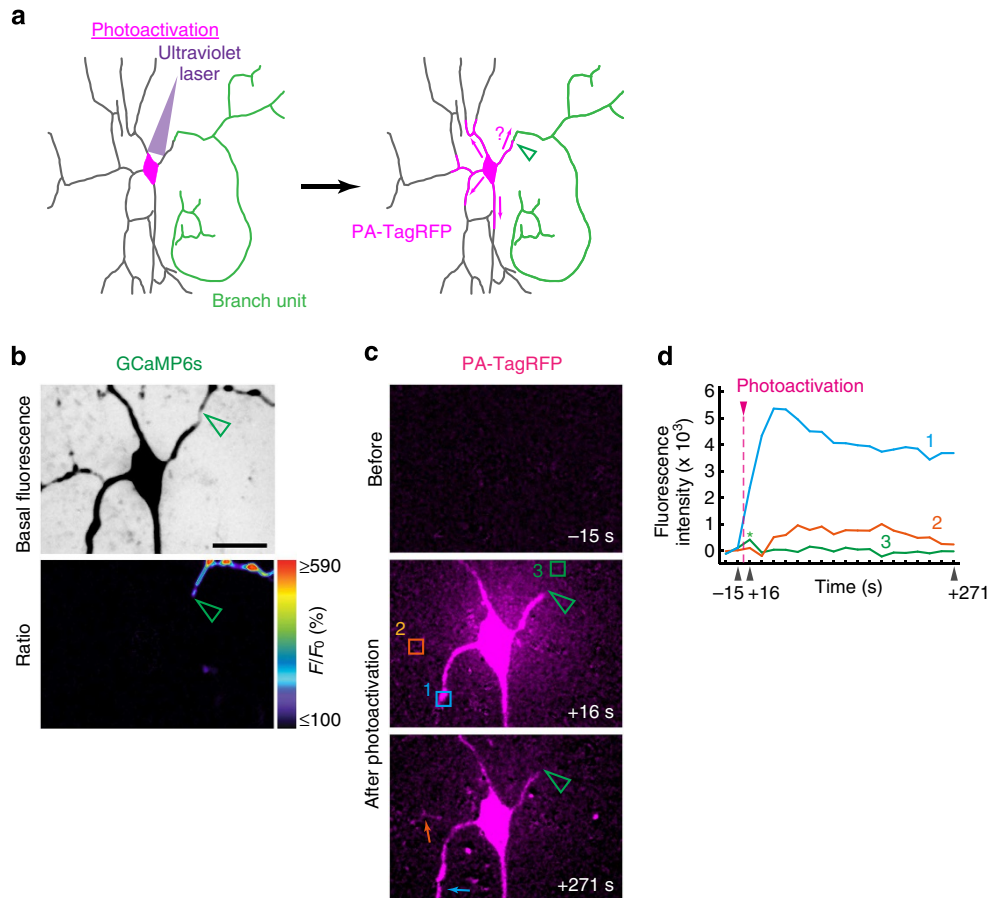 a
Photoactivation
Ultraviolet
laser
?
PA-TagRFP
Branch unit
b
GCaMP6s
Basal fluorescence
Ratio
≥590
F/F0 (%)
≤100
c
PA-TagRFP
Before
–15 s
After photoactivation
3
2
1
+16 s
+271 s
d
Photoactivation
Fluorescence
intensity (x 10³)
6
5
4
3
2
1
0
1
2
*
3
–15 +16
Time (s)
+271